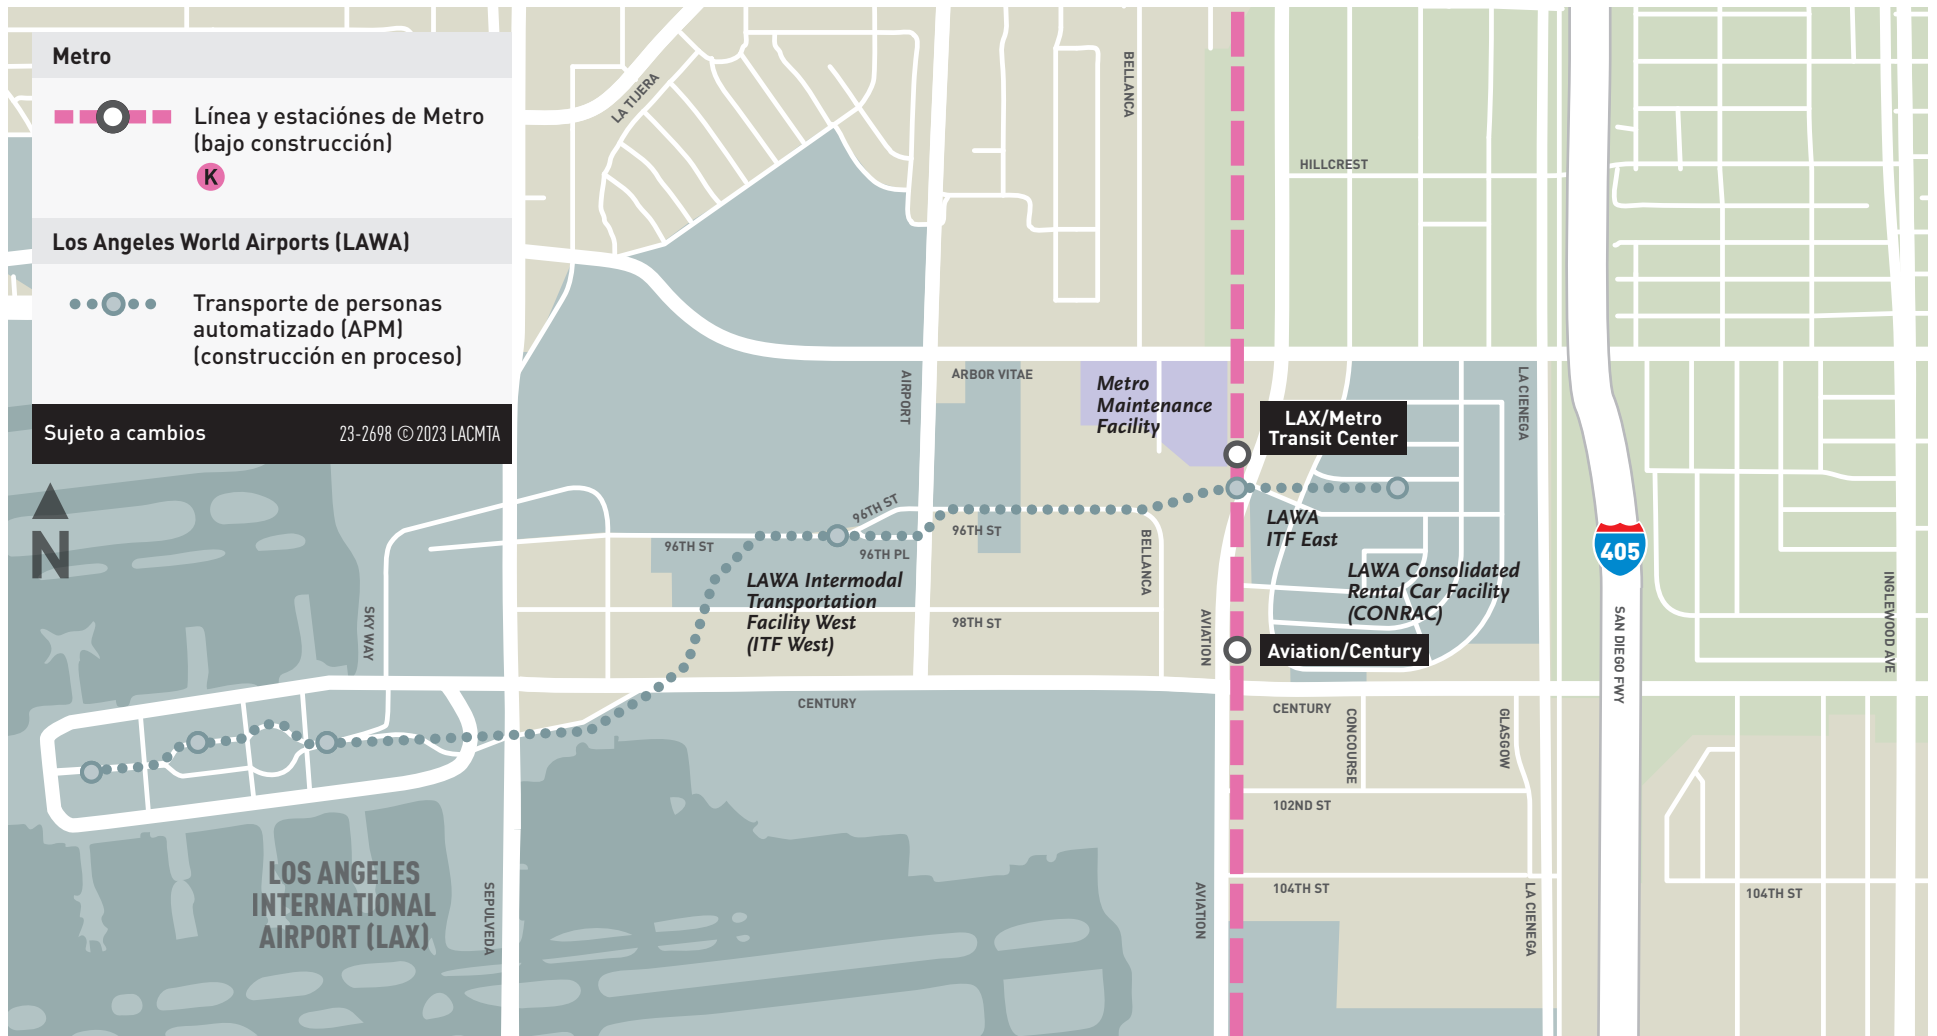 Metro
Línea y estaciónes de Metro
(bajo construcción)
K
Los Angeles World Airports (LAWA)
Transporte de personas
automatizado (APM)
(construcción en proceso)
Sujeto a cambios
23-2698 © 2023 LACMTA
N
LA TIJERA
BELLANCA
HILLCREST
ARBOR VITAE
AIRPORT
Metro
Maintenance
Facility
LAX/Metro
Transit Center
LA CIENEGA
96TH ST
96TH ST
96TH PL
96TH ST
BELLANCA
LAWA
ITF East
LAWA Intermodal
Transportation
Facility West
(ITF West)
LAWA Consolidated
Rental Car Facility
(CONRAC)
405
SKY WAY
98TH ST
AVIATION
Aviation/Century
SAN DIEGO FWY
INGLEWOOD AVE
CENTURY
CENTURY
CONCOURSE
GLASGOW
102ND ST
LOS ANGELES
INTERNATIONAL
AIRPORT (LAX)
SEPULVEDA
AVIATION
104TH ST
LA CIENEGA
104TH ST